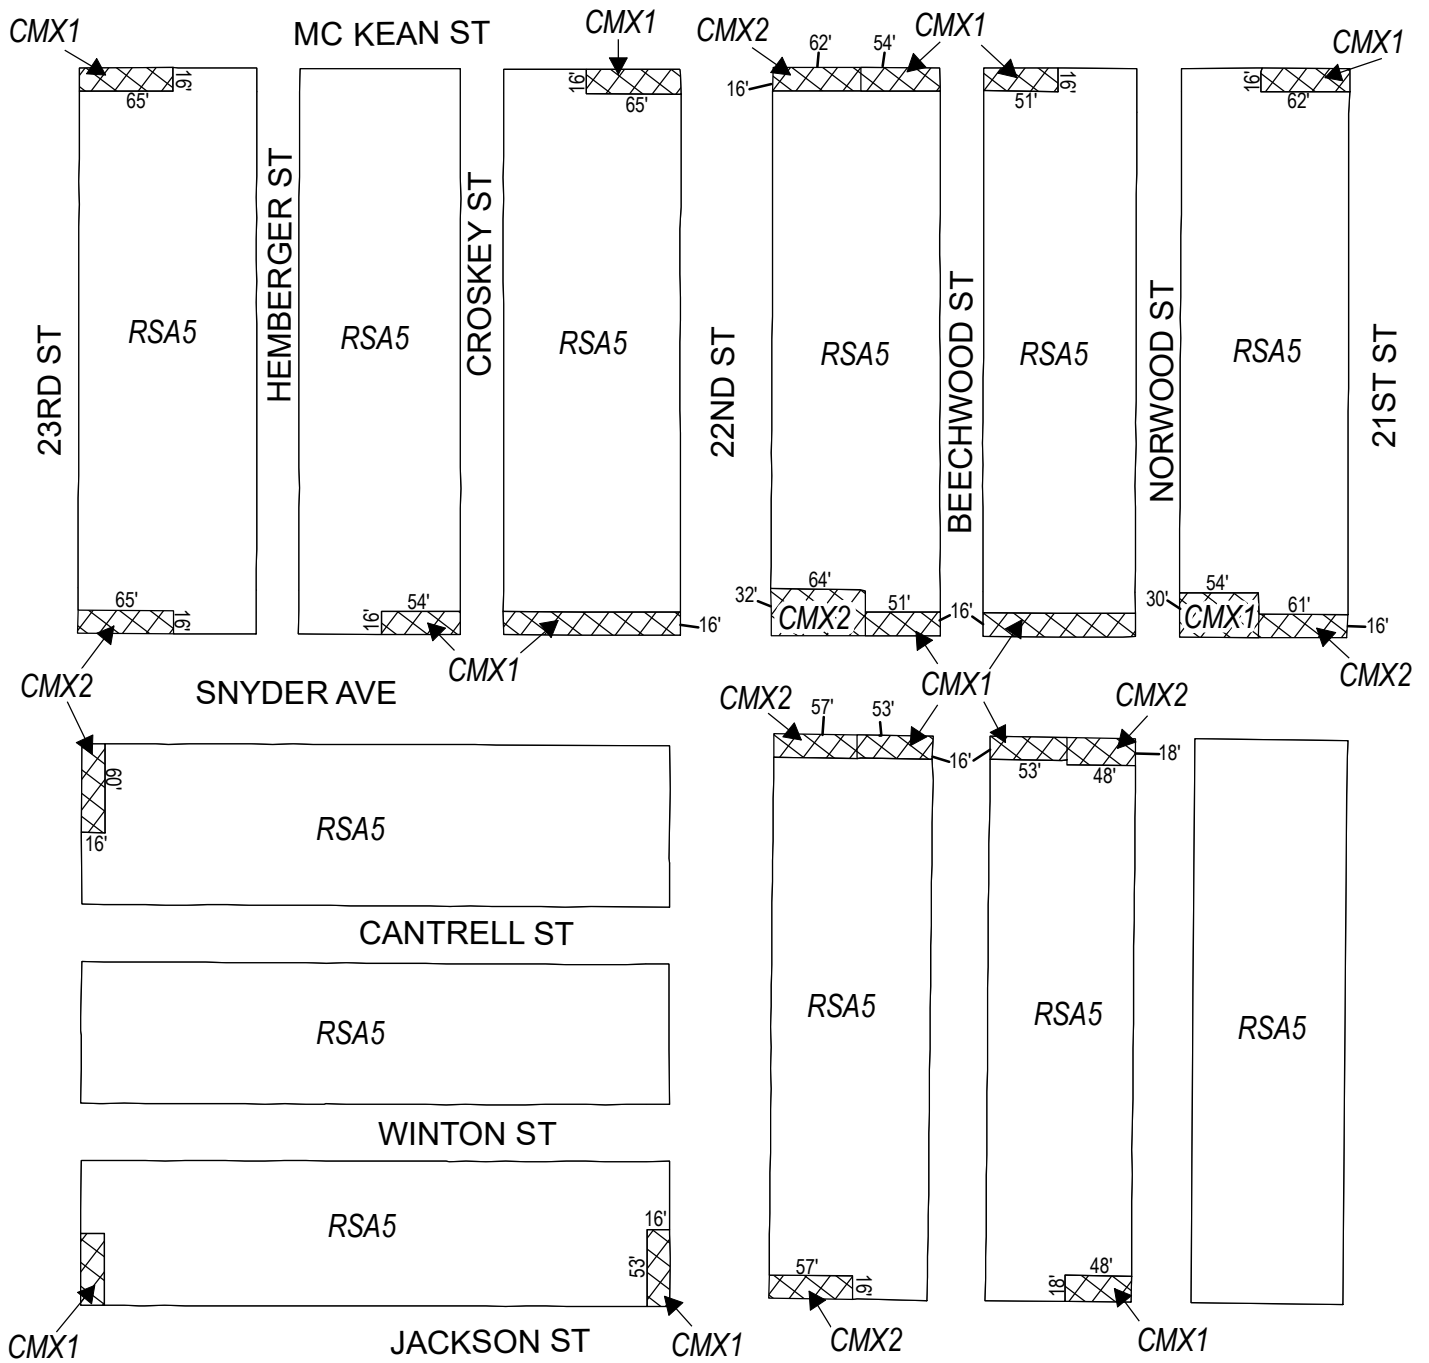 CMX1
MC KEAN ST
CMX1
CMX2
62'
54'
CMX1
CMX1
16'
65'
16'
65'
16'
51'
16'
16'
62'
23RD ST
RSA5
HEMBERGER ST
RSA5
CROSKEY ST
RSA5
22ND ST
RSA5
BEECHWOOD ST
RSA5
NORWOOD ST
RSA5
21ST ST
65'
16'
16'
54'
16'
32'
64'
CMX2
51'
16'
30'
54'
CMX1
61'
16'
CMX2
SNYDER AVE
CMX1
CMX2
57'
53'
CMX1
CMX2
CMX2
60'
16'
16'
53'
48'
18'
RSA5
CANTRELL ST
RSA5
RSA5
RSA5
RSA5
WINTON ST
RSA5
16'
53'
57'
16'
18'
48'
CMX1
JACKSON ST
CMX1
CMX2
CMX1